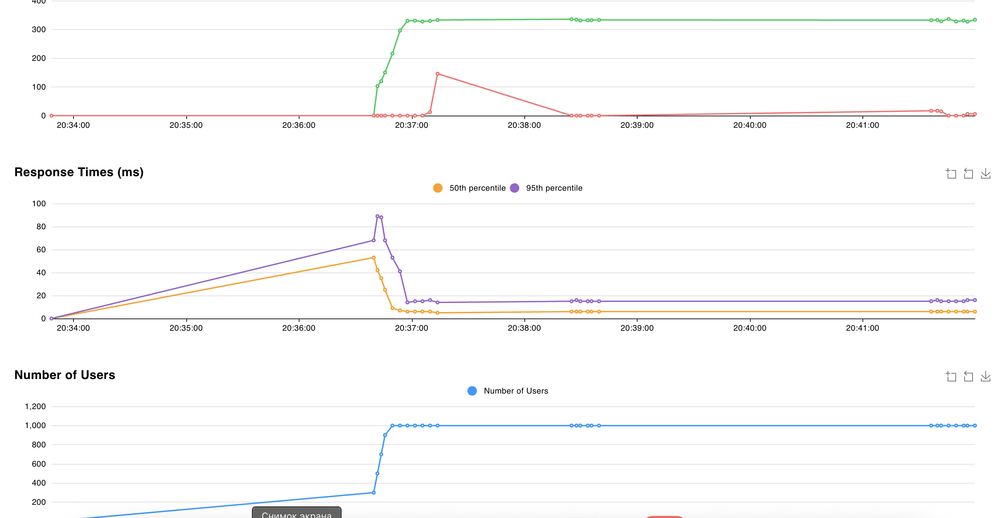 400
300
200
100
0
20:34:00 20:35:00 20:36:00 20:37:00 20:38:00 20:39:00 20:40:00 20:41:00
Response Times (ms)
50th percentile 95th percentile
100
80
60
40
20
0
20:34:00 20:35:00 20:36:00 20:37:00 20:38:00 20:39:00 20:40:00 20:41:00
Number of Users
Number of Users
1,200
1,000
800
600
400
200
Снимок экрана